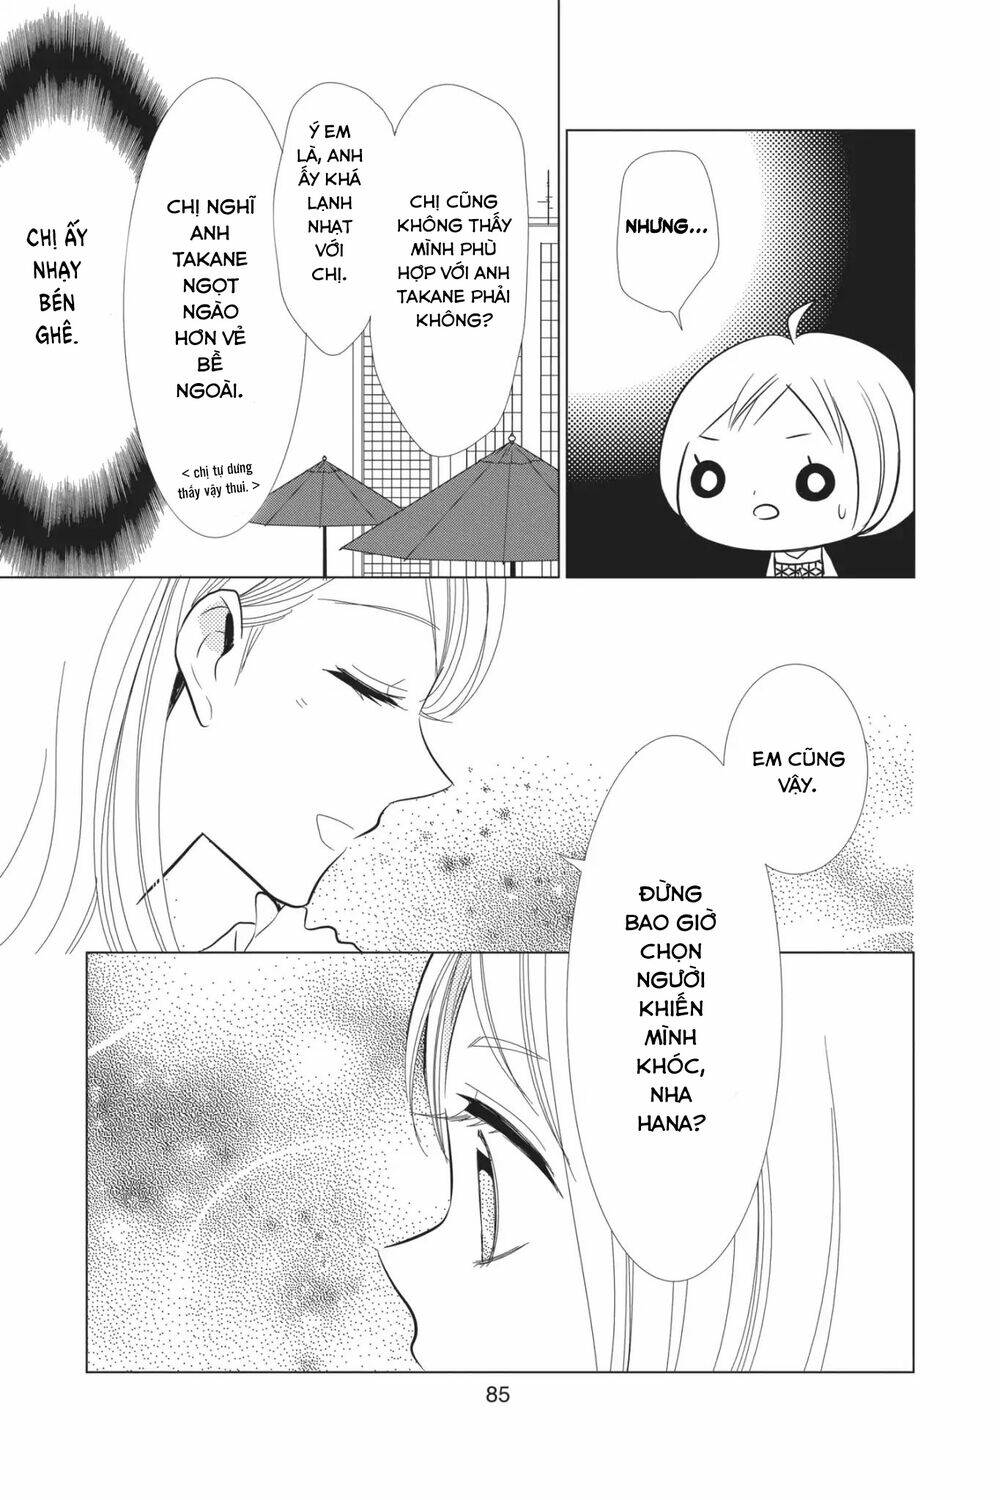 NHƯNG...
CHỊ CŨNG
KHÔNG THẤY
MÌNH PHÙ
HỢP VỚI ANH
TAKANE PHẢI
KHÔNG?
Ý EM
LÀ, ANH
ẤY KHÁ
LẠNH
NHẠT
VỚI
CHỊ.
CHỊ NGHĨ
ANH
TAKANE
NGỌT
NGÀO
HƠN VẺ
BỀ
NGOÀI.
< chị tự dưng
thấy vậy thui. >
CHỊ ẤY
NHẠY
BÉN
GHÊ.
EM CŨNG
VẬY.
ĐỪNG
BAO GIỜ
CHỌN
NGƯỜI
KHIẾN
MÌNH
KHÓC,
NHA
HANA?
85